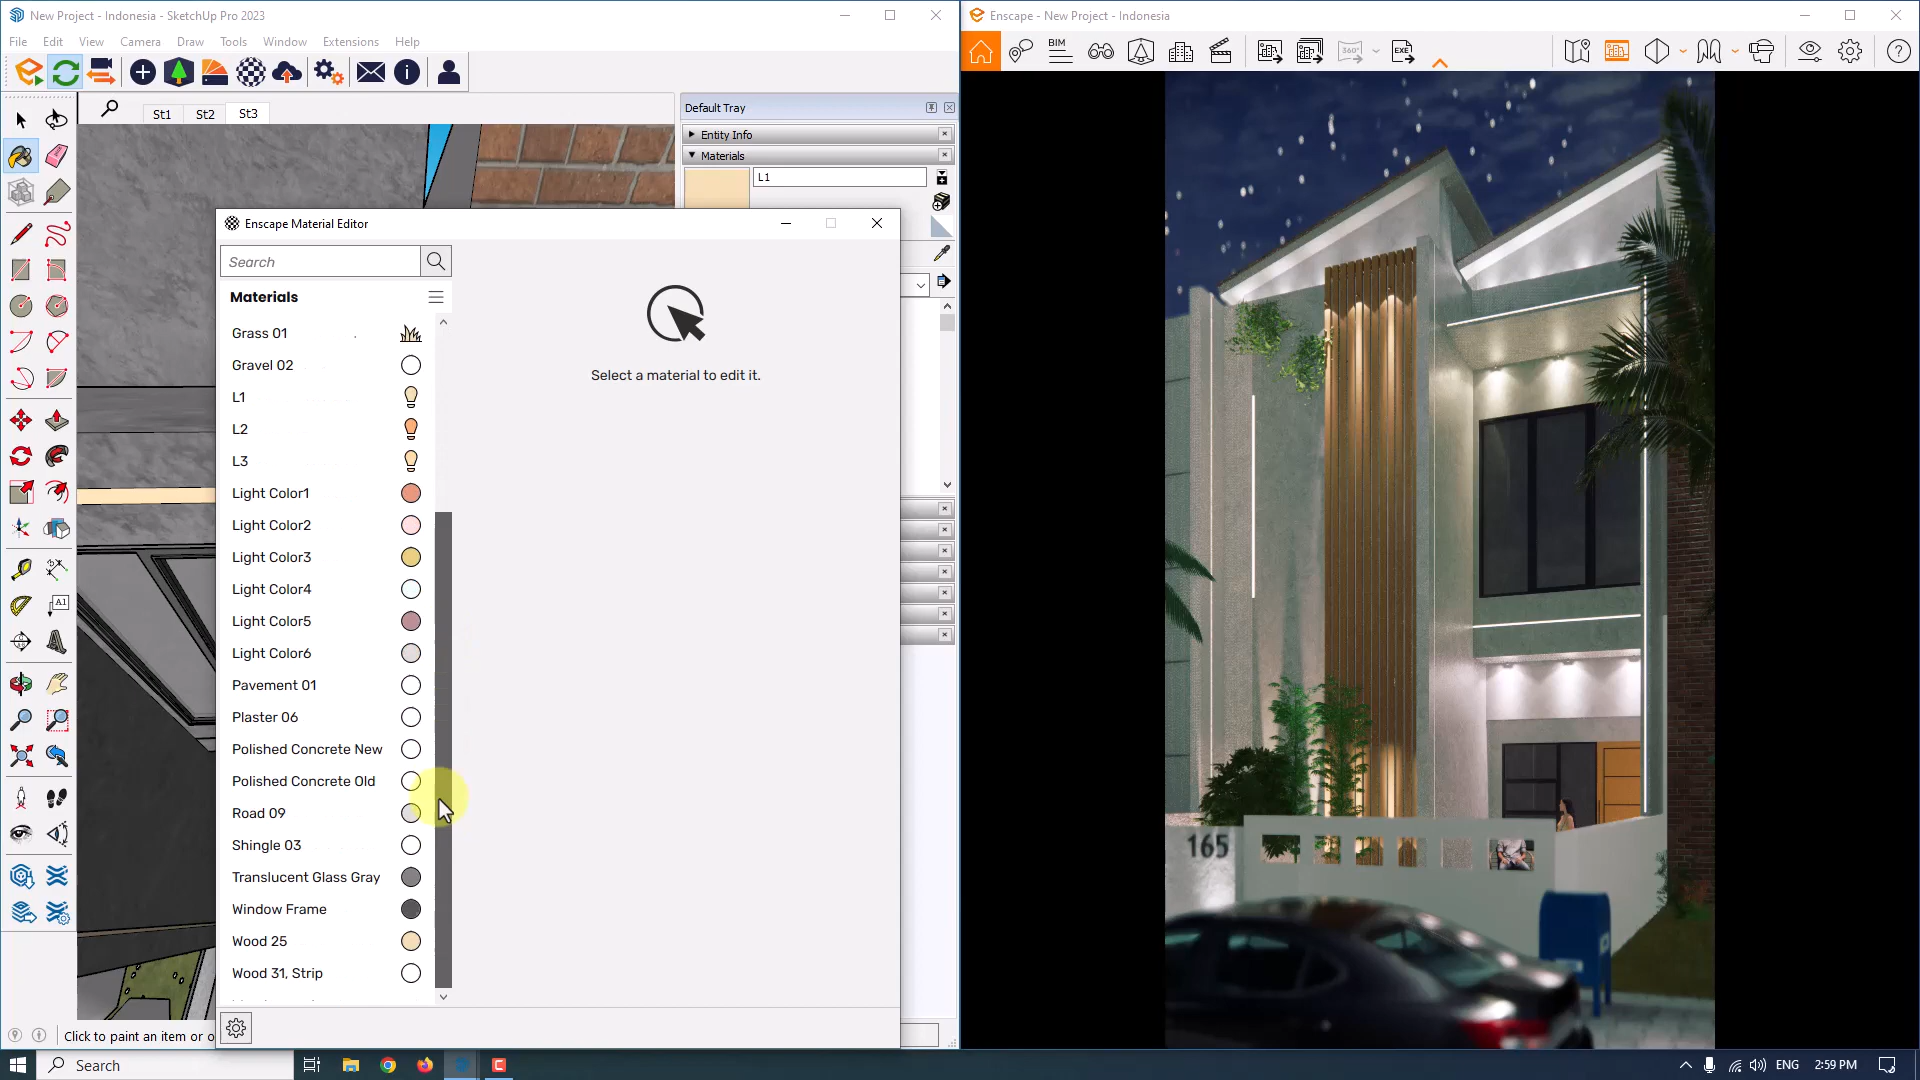 New Project - Indonesia - SketchUp Pro 2023
File Edit View Camera Draw Tools Window Extensions Help
St1 St2 St3
Default Tray
Entity Info
Materials
L1
Enscape Material Editor
Search
Materials
Grass 01
Gravel 02
L1
L2
L3
Light Color1
Light Color2
Light Color3
Light Color4
Light Color5
Light Color6
Pavement 01
Plaster 06
Polished Concrete New
Polished Concrete Old
Road 09
Shingle 03
Translucent Glass Gray
Window Frame
Wood 25
Wood 31, Strip
Select a material to edit it.
A1
Click to paint an item or o
Enscape - New Project - Indonesia
BIM
360°
EXE
165
Search
ENG
2:59 PM